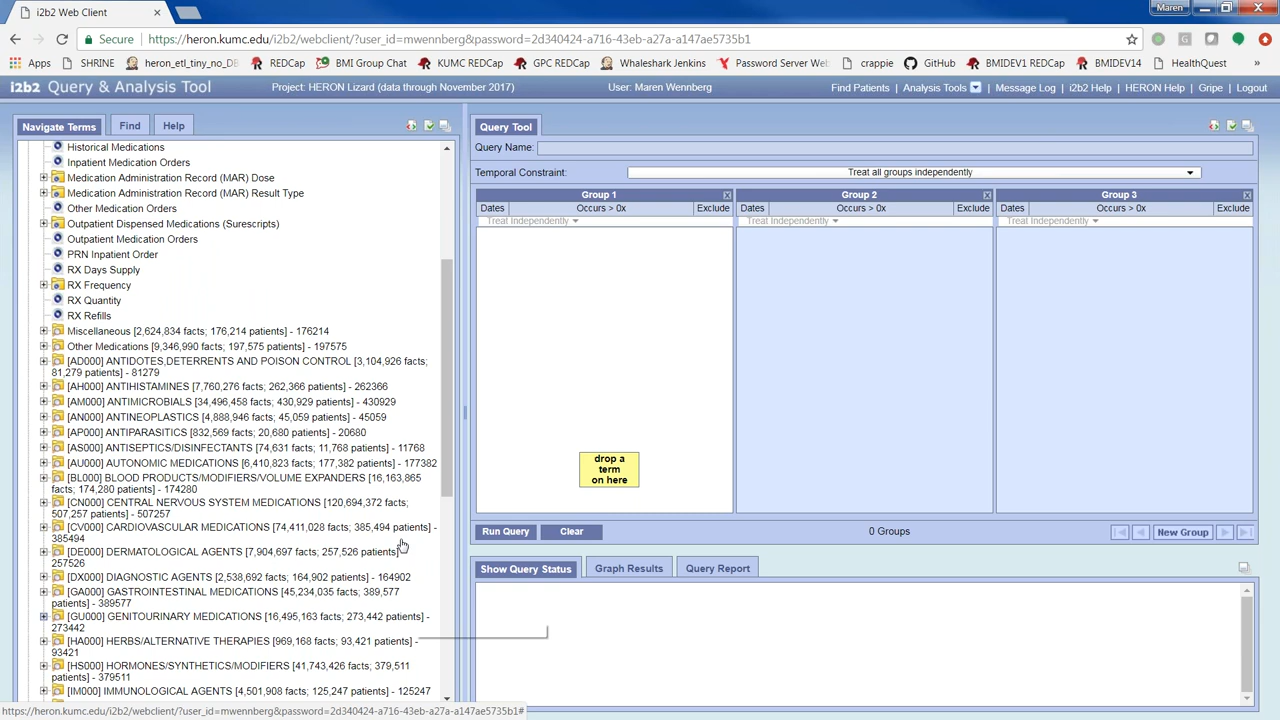 i2b2 Web Client
Maren
Secure https://heron.kumc.edu/i2b2/webclient/?user_id=mwennberg&password=2d340424-a716-43eb-a27a-a147ae5735b1
Apps SHRINE heron_etl_tiny_no_DB REDCap BMI Group Chat KUMC REDCap GPC REDCap Whaleshark Jenkins Password Server Web crappie GitHub BMIDEV1 REDCap BMIDEV14 HealthQuest »
i2b2 Query & Analysis Tool Project: HERON Lizard (data through November 2017) User: Maren Wennberg Find Patients | Analysis Tools | Message Log | i2b2 Help | HERON Help | Gripe | Logout
Navigate Terms Find Help
Historical Medications
Inpatient Medication Orders
Medication Administration Record (MAR) Dose
Medication Administration Record (MAR) Result Type
Other Medication Orders
Outpatient Dispensed Medications (Surescripts)
Outpatient Medication Orders
PRN Inpatient Order
RX Days Supply
RX Frequency
RX Quantity
RX Refills
Miscellaneous [2,624,834 facts; 176,214 patients] - 176214
Other Medications [9,346,990 facts; 197,575 patients] - 197575
[AD000] ANTIDOTES,DETERRENTS AND POISON CONTROL [3,104,926 facts;
81,279 patients] - 81279
[AH000] ANTIHISTAMINES [7,760,276 facts; 262,366 patients] - 262366
[AM000] ANTIMICROBIALS [34,496,458 facts; 430,929 patients] - 430929
[AN000] ANTINEOPLASTICS [4,888,946 facts; 45,059 patients] - 45059
[AP000] ANTIPARASITICS [832,569 facts; 20,680 patients] - 20680
[AS000] ANTISEPTICS/DISINFECTANTS [74,631 facts; 11,768 patients] - 11768
[AU000] AUTONOMIC MEDICATIONS [6,410,823 facts; 177,382 patients] - 177382
[BL000] BLOOD PRODUCTS/MODIFIERS/VOLUME EXPANDERS [16,163,865
facts; 174,280 patients] - 174280
[CN000] CENTRAL NERVOUS SYSTEM MEDICATIONS [120,694,372 facts;
507,257 patients] - 507257
[CV000] CARDIOVASCULAR MEDICATIONS [74,411,028 facts; 385,494 patients] -
385494
[DE000] DERMATOLOGICAL AGENTS [7,904,697 facts; 257,526 patients] -
257526
[DX000] DIAGNOSTIC AGENTS [2,538,692 facts; 164,902 patients] - 164902
[GA000] GASTROINTESTINAL MEDICATIONS [45,234,035 facts; 389,577
patients] - 389577
[GU000] GENITOURINARY MEDICATIONS [16,495,163 facts; 273,442 patients] -
273442
[HA000] HERBS/ALTERNATIVE THERAPIES [969,168 facts; 93,421 patients] -
93421
[HS000] HORMONES/SYNTHETICS/MODIFIERS [41,743,426 facts; 379,511
patients] - 379511
[IM000] IMMUNOLOGICAL AGENTS [4,501,908 facts; 125,247 patients] - 125247
https://heron.kumc.edu/i2b2/webclient/?user_id=mwennberg&password=2d340424-a716-43eb-a27a-a147ae5735b1#
Query Tool
Query Name:
Temporal Constraint: Treat all groups independently
Group 1 Group 2 Group 3
Dates Occurs > 0x Exclude Dates Occurs > 0x Exclude Dates Occurs > 0x Exclude
Treat Independently Treat Independently Treat Independently
drop a
term
on here
Run Query Clear 0 Groups New Group
Show Query Status Graph Results Query Report